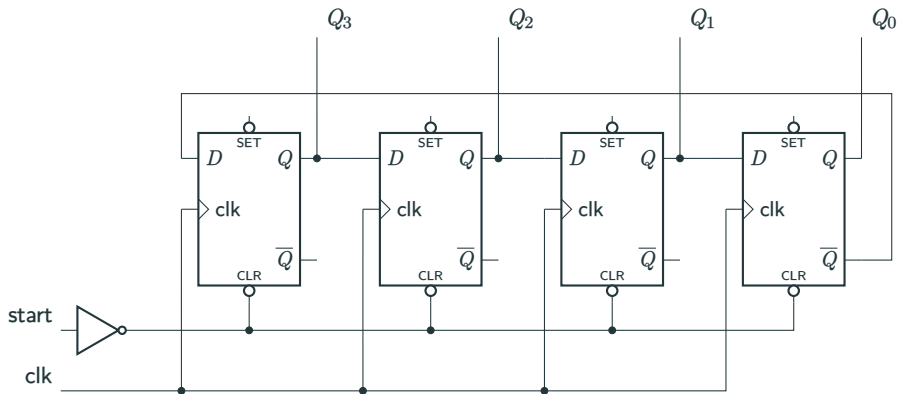 Q₃ Q₂ Q₁ Q₀
SET SET SET SET
D Q D Q D Q D Q
clk clk clk clk
Q̅ Q̅ Q̅ Q̅
CLR CLR CLR CLR
start
clk